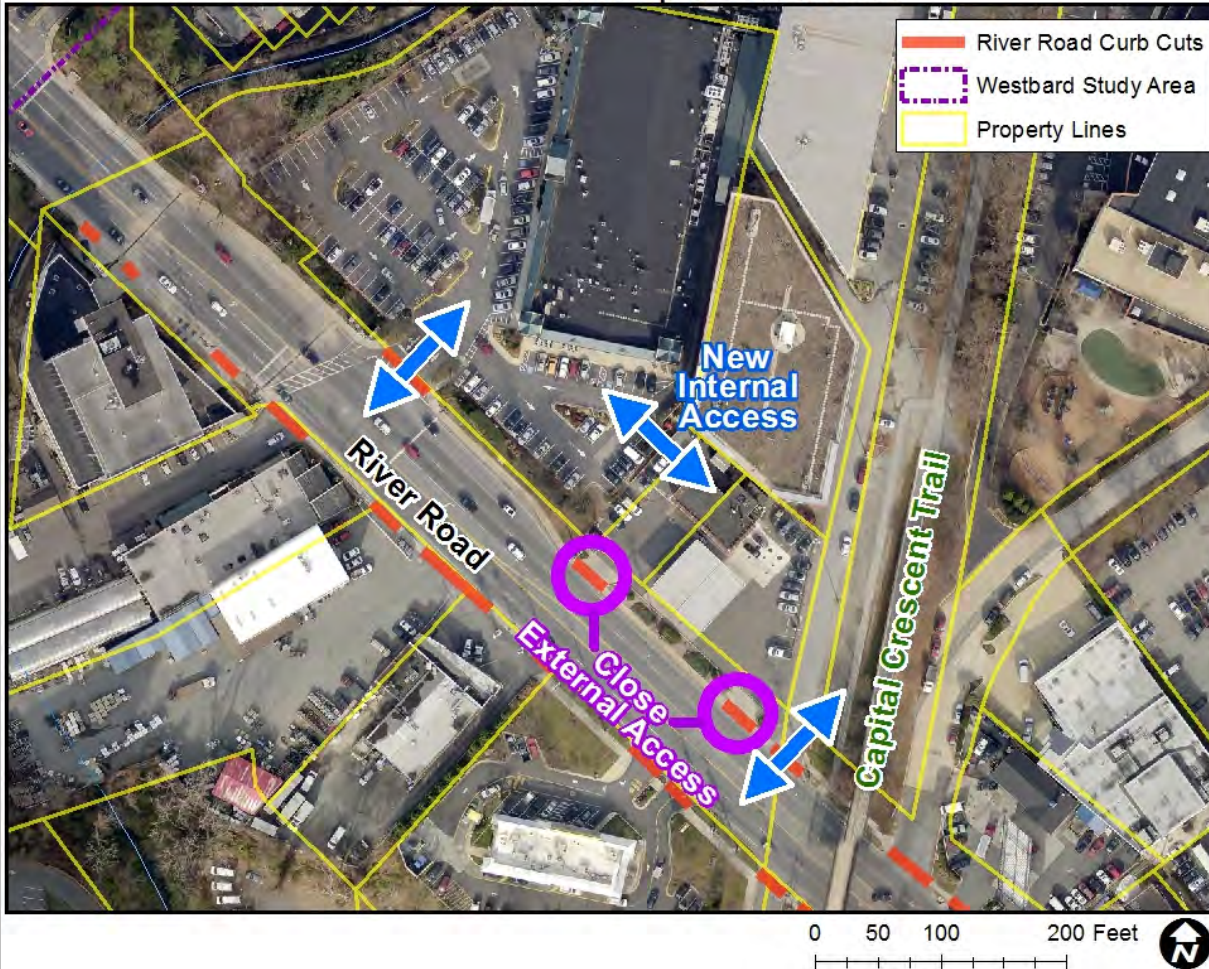 River Road Curb Cuts
Westbard Study Area
Property Lines
New
Internal
Access
River Road
Close
External Access
Capital Crescent Trail
0 50 100 200 Feet
N